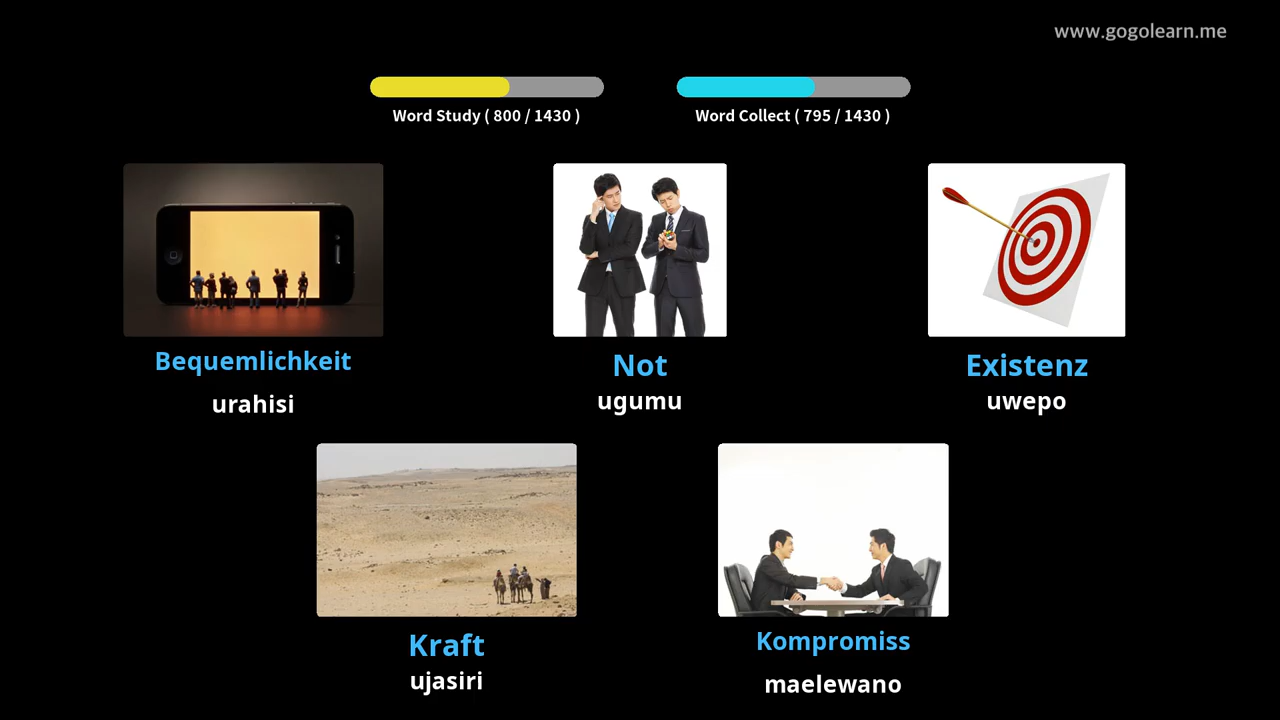 www.gogolearn.me
Word Study ( 800 / 1430 )
Word Collect ( 795 / 1430 )
Bequemlichkeit
urahisi
Not
ugumu
Existenz
uwepo
Kraft
ujasiri
Kompromiss
maelewano